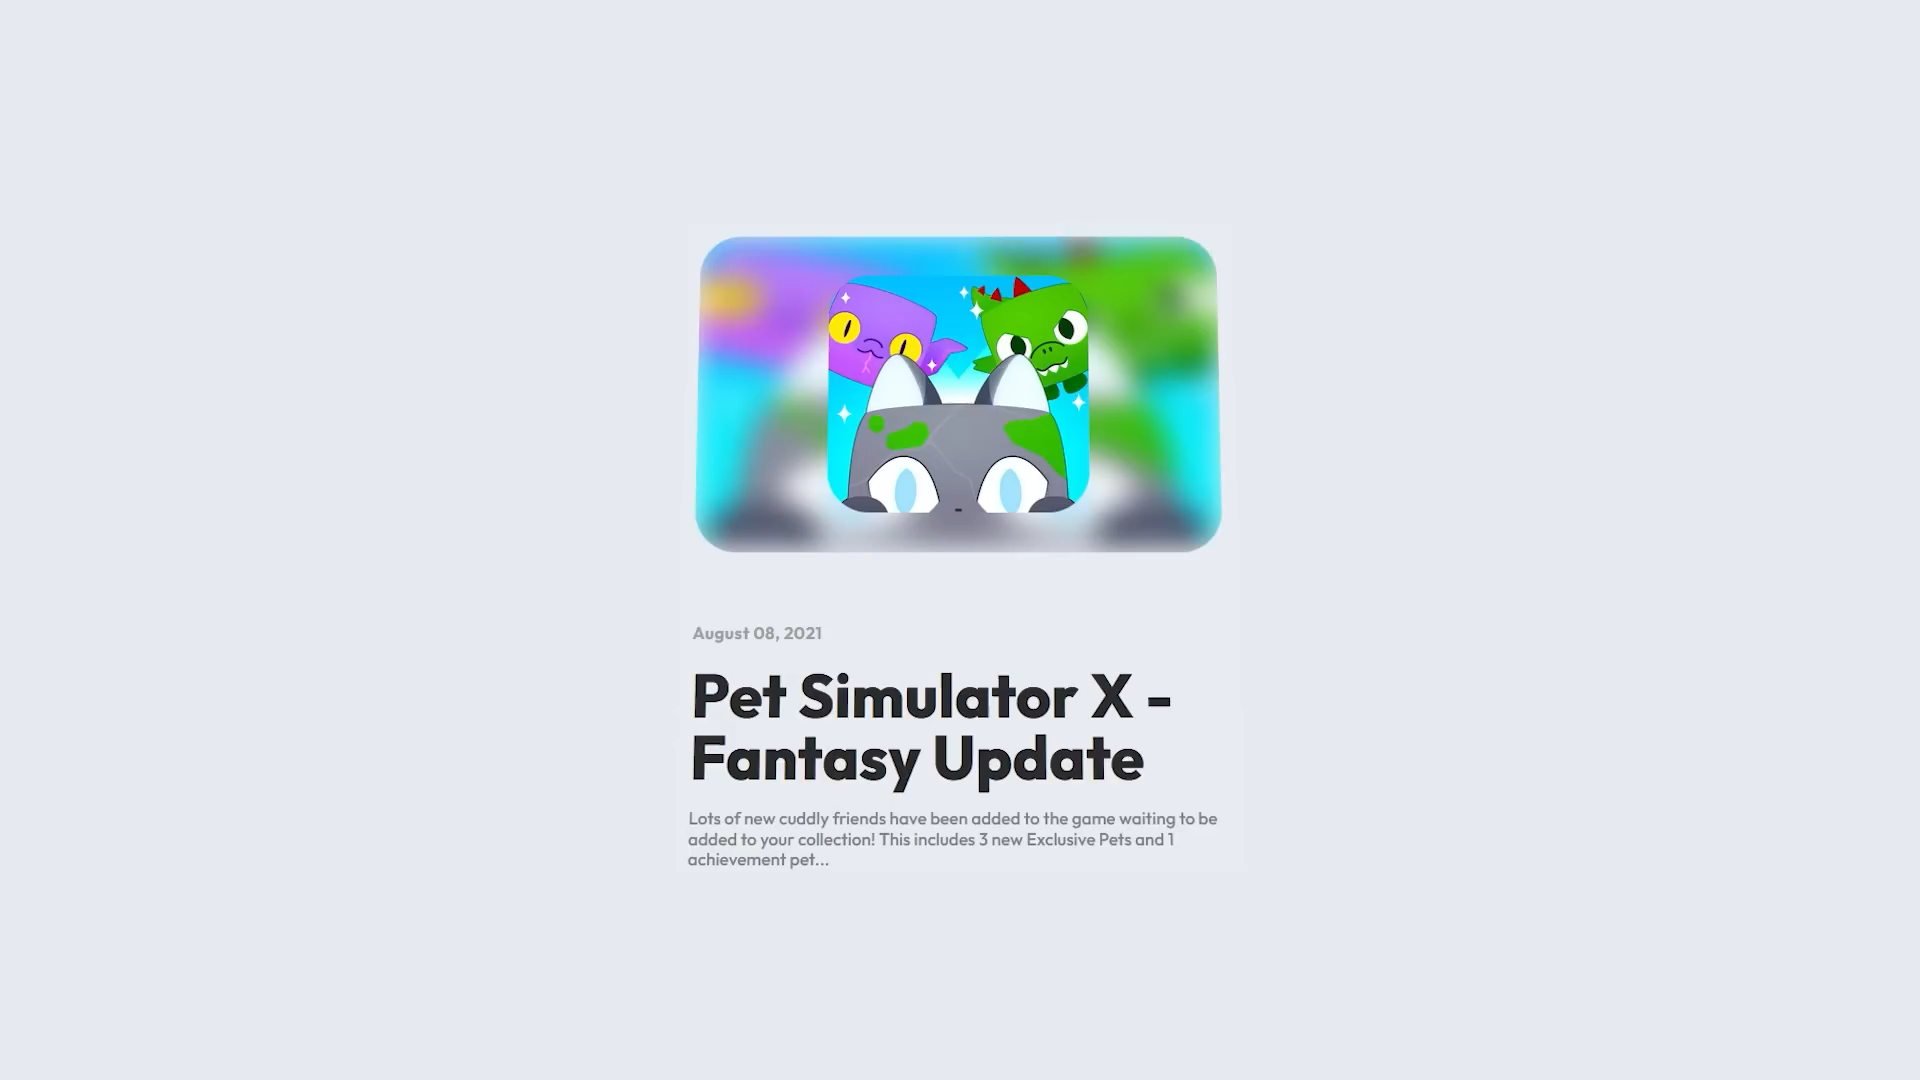 August 08, 2021
Pet Simulator X -
Fantasy Update
Lots of new cuddly friends have been added to the game waiting to be
added to your collection! This includes 3 new Exclusive Pets and 1
achievement pet...